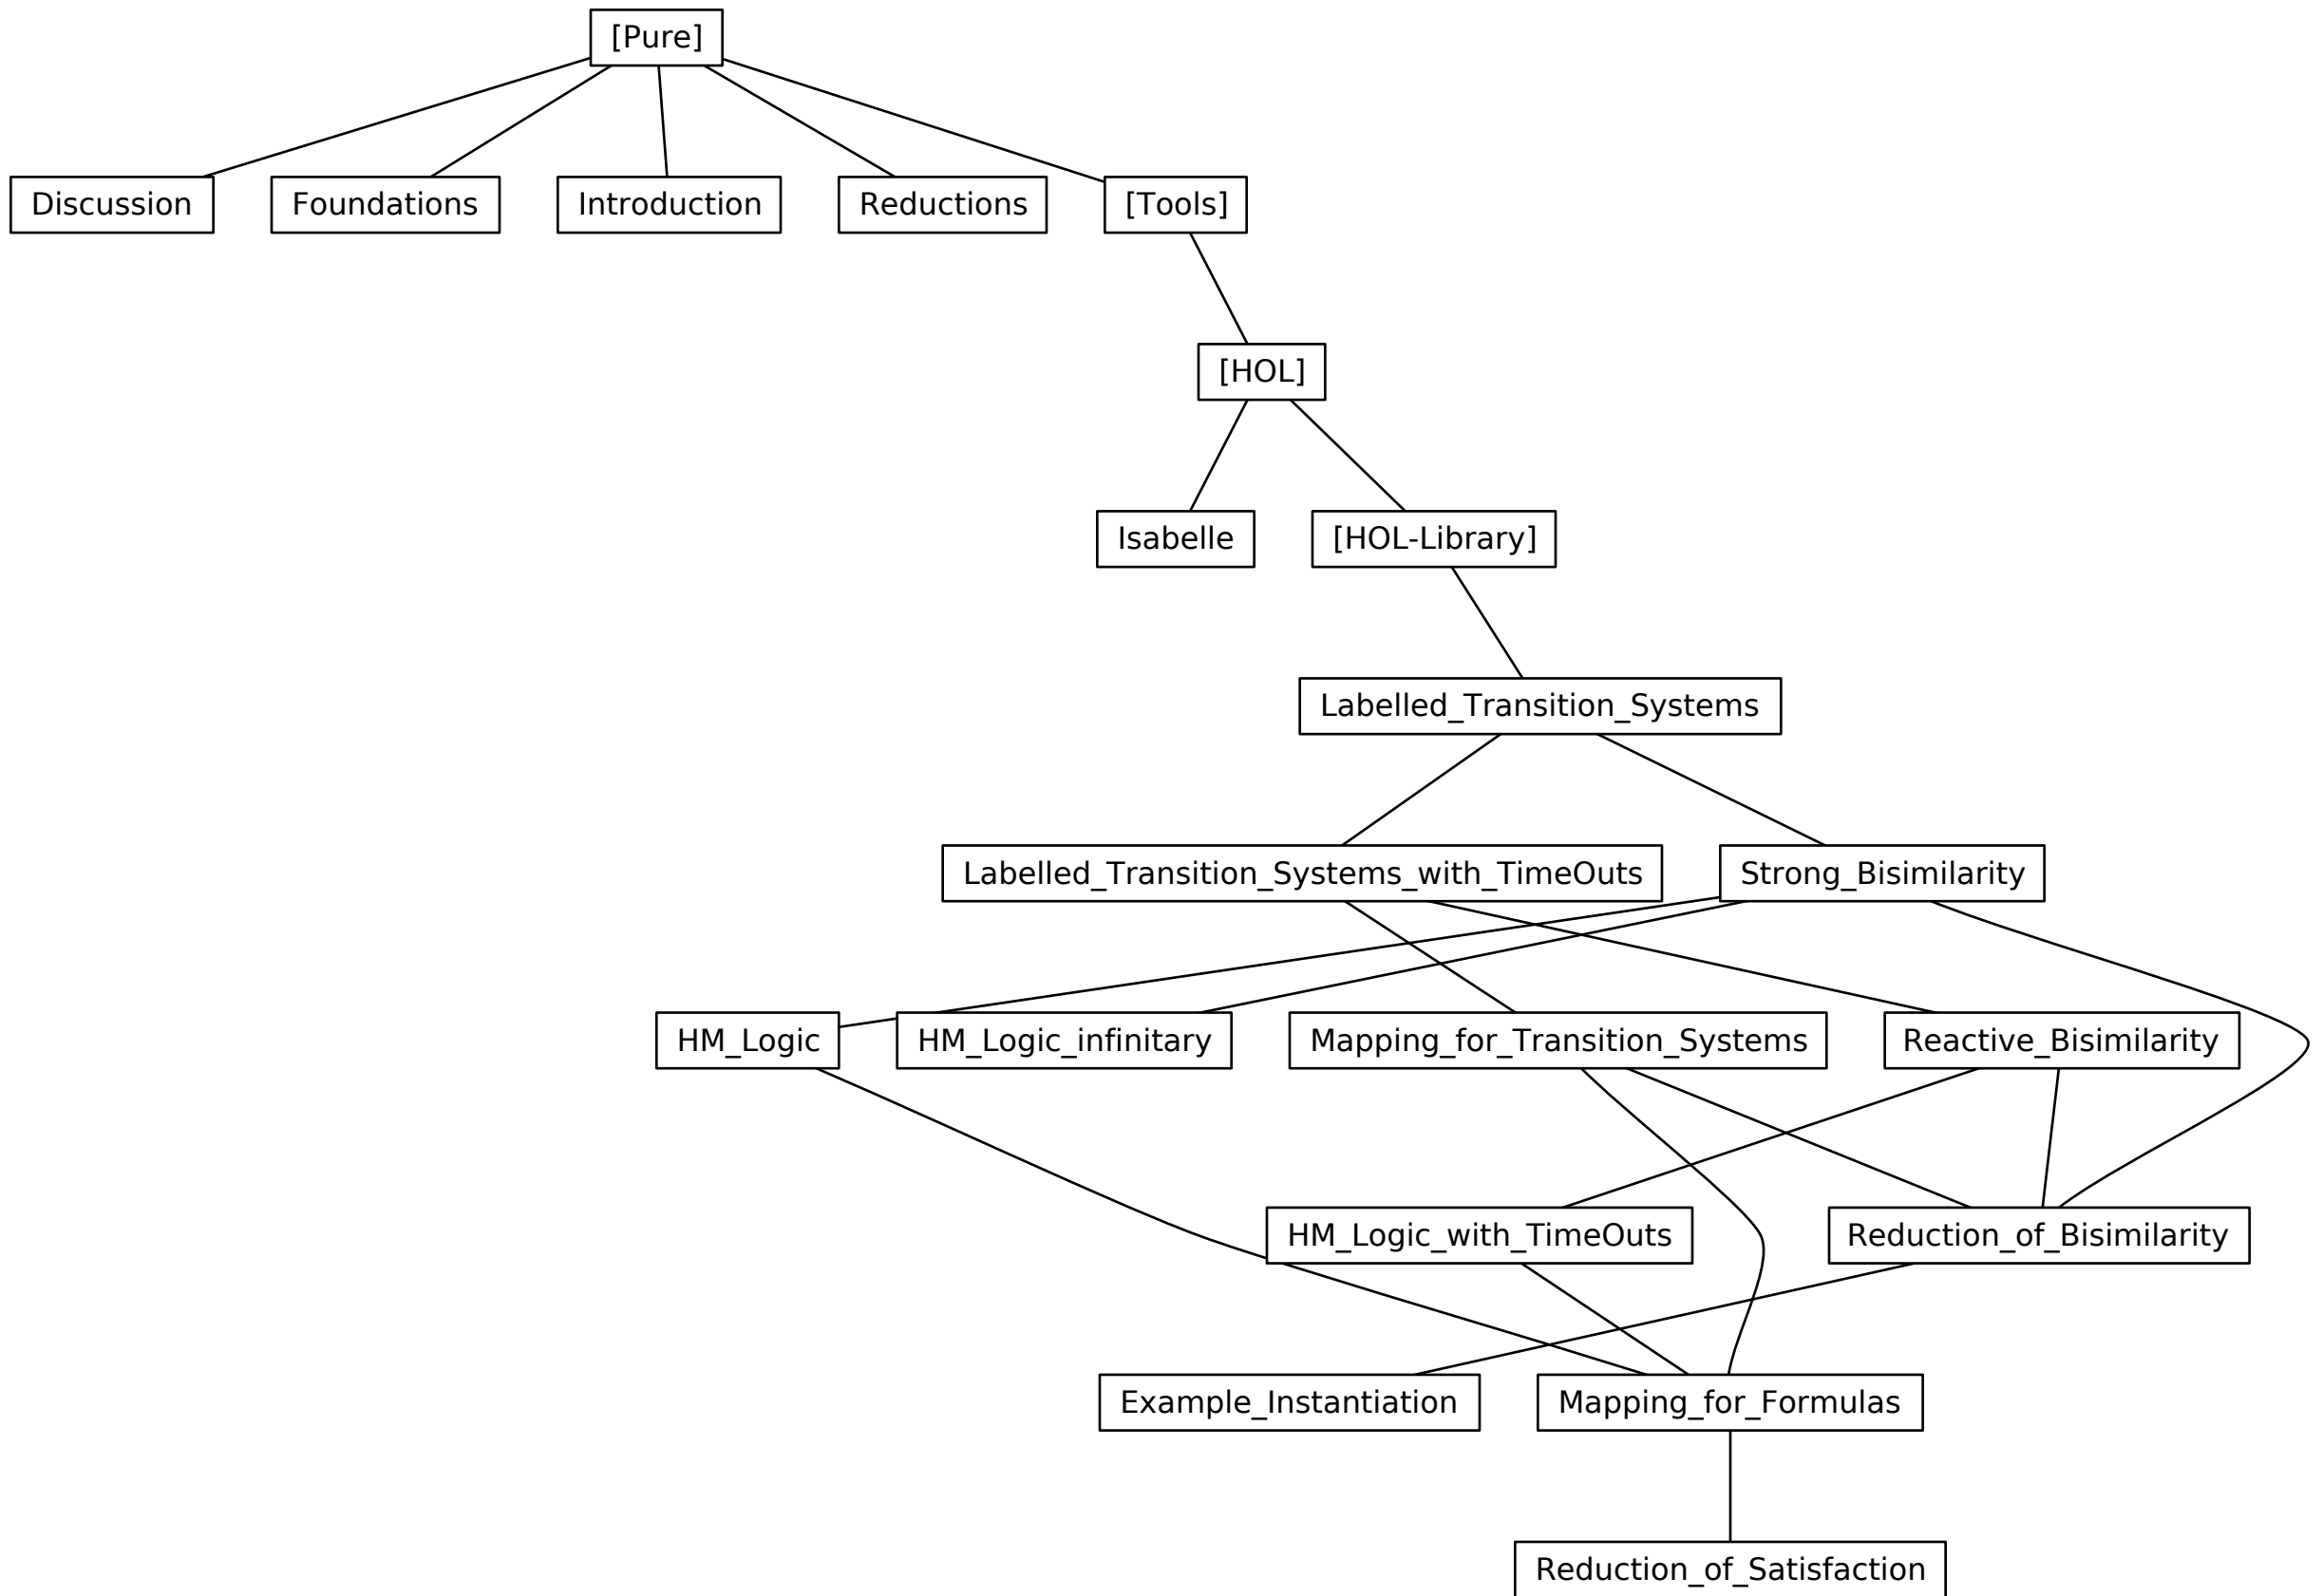 [Pure]
Discussion
Foundations
Introduction
Reductions
[Tools]
[HOL]
Isabelle
[HOL-Library]
Labelled_Transition_Systems
Labelled_Transition_Systems_with_TimeOuts
Strong_Bisimilarity
HM_Logic
HM_Logic_infinitary
Mapping_for_Transition_Systems
Reactive_Bisimilarity
HM_Logic_with_TimeOuts
Reduction_of_Bisimilarity
Example_Instantiation
Mapping_for_Formulas
Reduction_of_Satisfaction